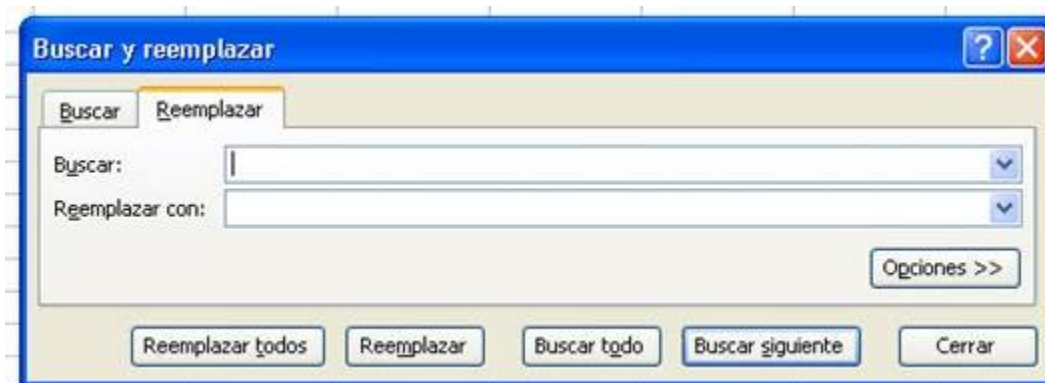 Buscar y reemplazar
Buscar Reemplazar
Buscar:
Reemplazar con:
Opciones >>
Reemplazar todos Reemplazar Buscar todo Buscar siguiente Cerrar